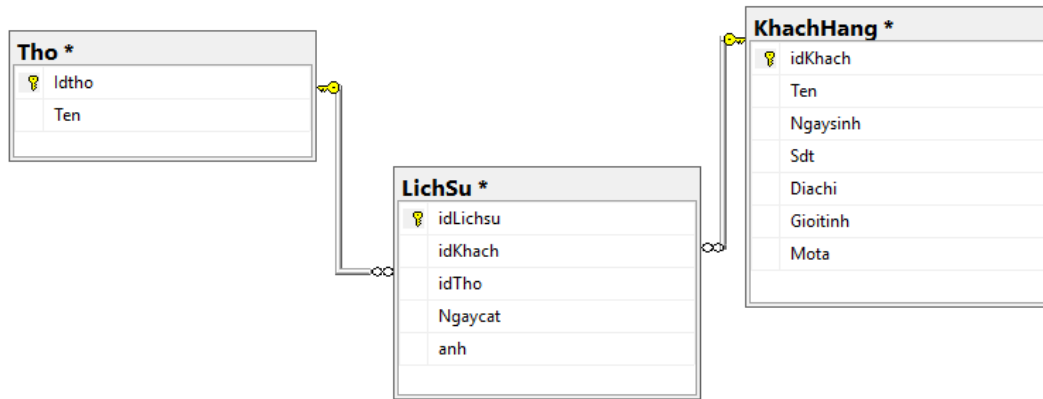 Tho *
Idtho
Ten
LichSu *
idLichsu
idKhach
idTho
Ngaycat
anh
KhachHang *
idKhach
Ten
Ngaysinh
Sdt
Diachi
Gioitinh
Mota